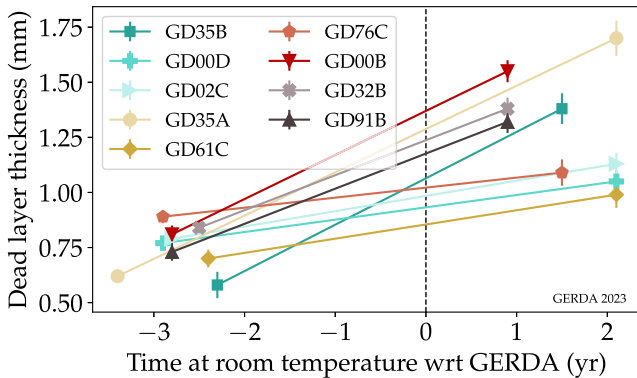 Dead layer thickness (mm)
1.75
1.50
1.25
1.00
0.75
0.50
GD35B
GD00D
GD02C
GD35A
GD61C
GD76C
GD00B
GD32B
GD91B
GERDA 2023
−3
−2
−1
0
1
2
Time at room temperature wrt GERDA (yr)